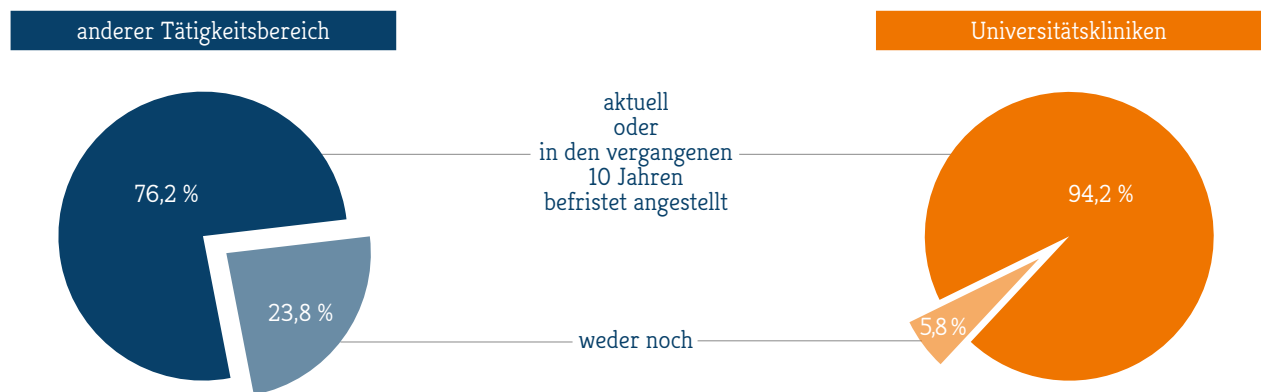 anderer Tätigkeitsbereich
Universitätskliniken
aktuell
oder
in den vergangenen
10 Jahren
befristet angestellt
76,2 %
94,2 %
23,8 %
5,8 %
weder noch